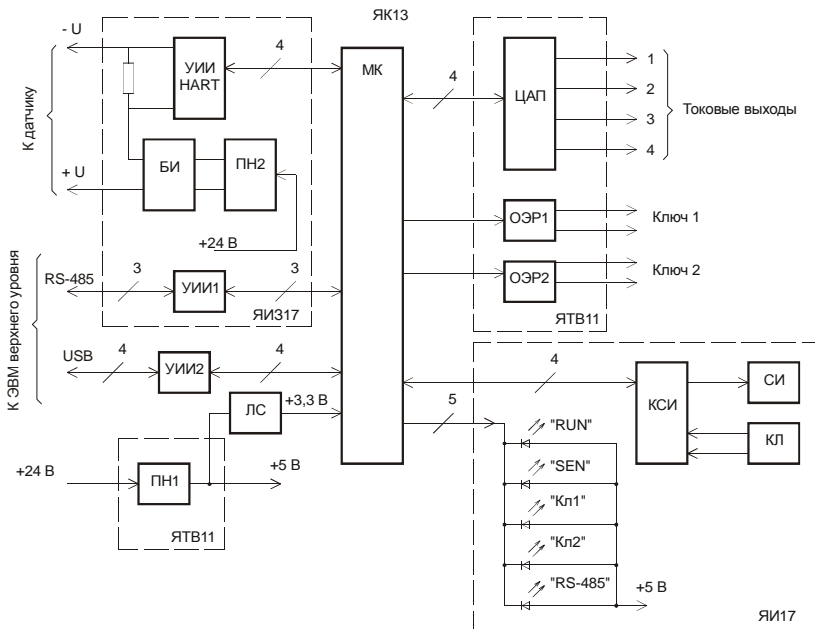 ЯК13
- U
К датчику
+ U
УИИ
HART
4
БИ
ПН2
+24 В
МК
4
ЦАП
1
2
3
4
Токовые выходы
ОЭР1
Ключ 1
ОЭР2
Ключ 2
ЯТВ11
К ЭВМ верхнего уровня
RS-485
3
УИИ1
3
ЯИЗ17
USB
4
УИИ2
4
ЛС
+3,3 В
+24 В
ПН1
+5 В
ЯТВ11
4
КСИ
СИ
КЛ
5
"RUN"
"SEN"
"Кл1"
"Кл2"
"RS-485"
+5 В
ЯИ17